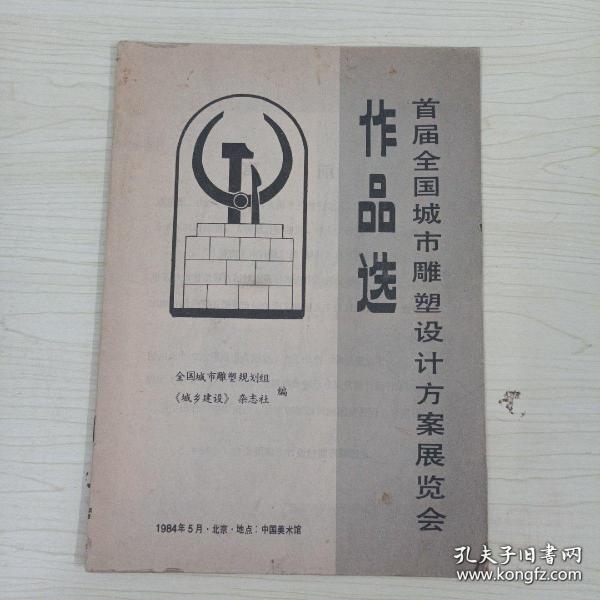 首届全国城市雕塑设计方案展览会
作品选
全国城市雕塑规划组
《城乡建设》杂志社
编
1984年5月·北京·地点：中国美术馆
孔夫子旧书网
www.kongfz.com